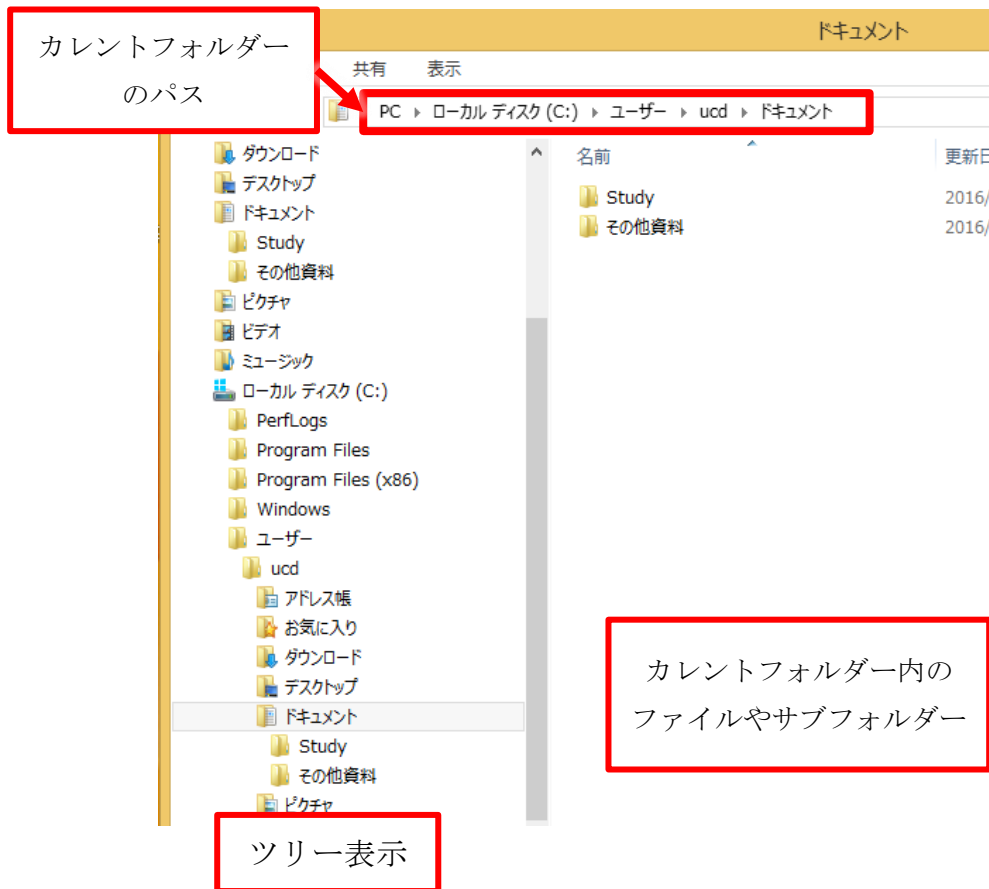 カレントフォルダー
のパス
ドキュメント
共有 表示
PC ローカル ディスク (C:) ユーザー ucd ドキュメント
ダウンロード
デスクトップ
ドキュメント
Study
その他資料
ピクチャ
ビデオ
ミュージック
ローカル ディスク (C:)
PerfLogs
Program Files
Program Files (x86)
Windows
ユーザー
ucd
アドレス帳
お気に入り
ダウンロード
デスクトップ
ドキュメント
Study
その他資料
ピクチャ
名前 更新日
Study 2016/
その他資料 2016/
カレントフォルダー内の
ファイルやサブフォルダー
ツリー表示